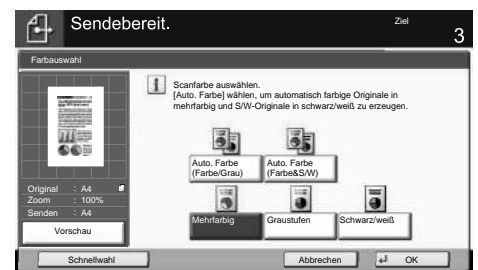 Sendebereit.
Ziel
3
Farbauswahl
Scanfarbe auswählen.
[Auto. Farbe] wählen, um automatisch farbige Originale in
mehrfarbig und S/W-Originale in schwarz/weiß zu erzeugen.
Auto. Farbe
(Farbe/Grau)
Auto. Farbe
(Farbe&S/W)
Original : A4
Zoom : 100%
Senden : A4
Mehrfarbig
Graustufen
Schwarz/weiß
Vorschau
Schnellwahl
Abbrechen
OK